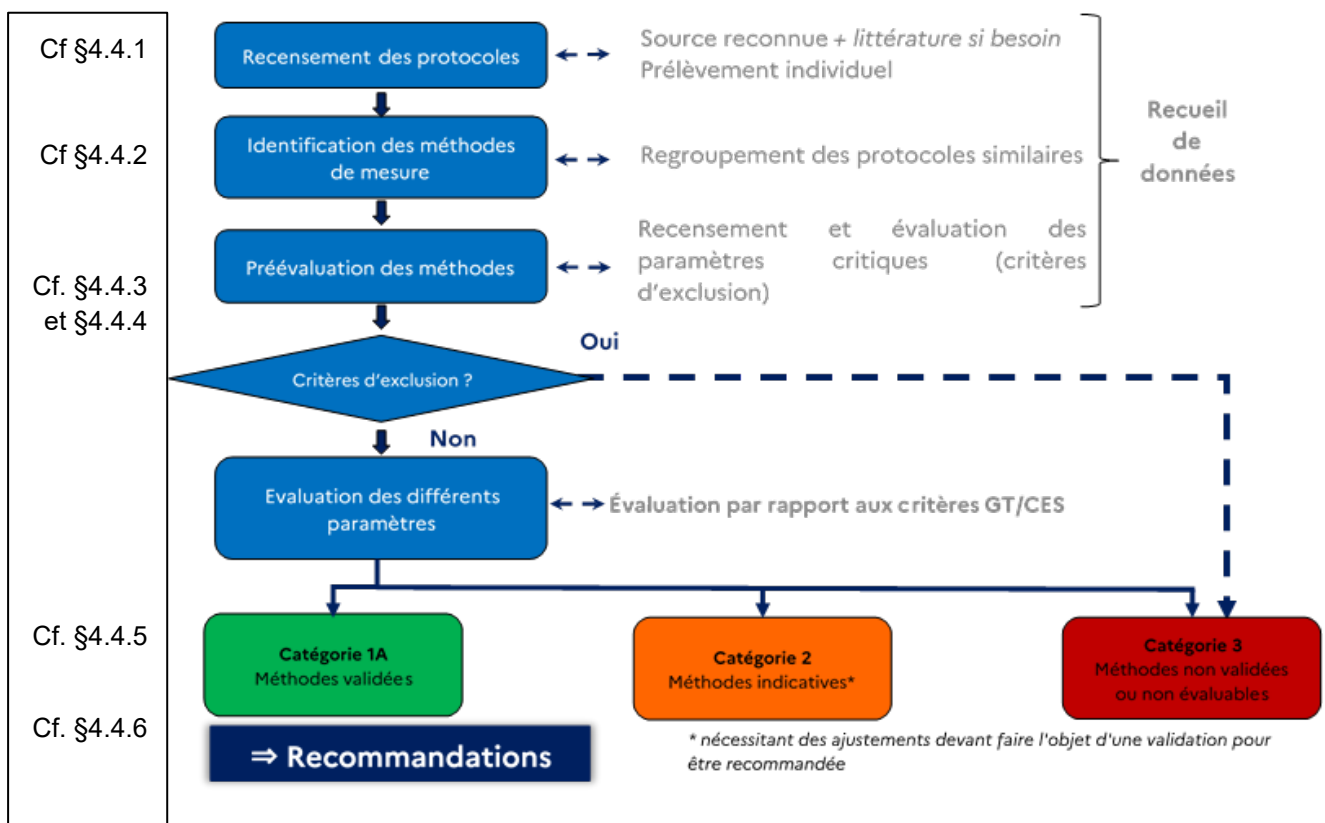 Cf §4.4.1
Recensement des protocoles
Source reconnue + littérature si besoin
Prélèvement individuel
Recueil
de
données
Cf §4.4.2
Identification des méthodes
de mesure
Regroupement des protocoles similaires
Cf. §4.4.3
et §4.4.4
Préévaluation des méthodes
Recensement et évaluation des
paramètres critiques (critères
d'exclusion)
Critères d'exclusion ?
Oui
Non
Evaluation des différents
paramètres
Évaluation par rapport aux critères GT/CES
Cf. §4.4.5
Catégorie 1A
Méthodes validées
Catégorie 2
Méthodes indicatives*
Catégorie 3
Méthodes non validées
ou non évaluables
Cf. §4.4.6
⇒ Recommandations
* nécessitant des ajustements devant faire l'objet d'une validation pour
être recommandée